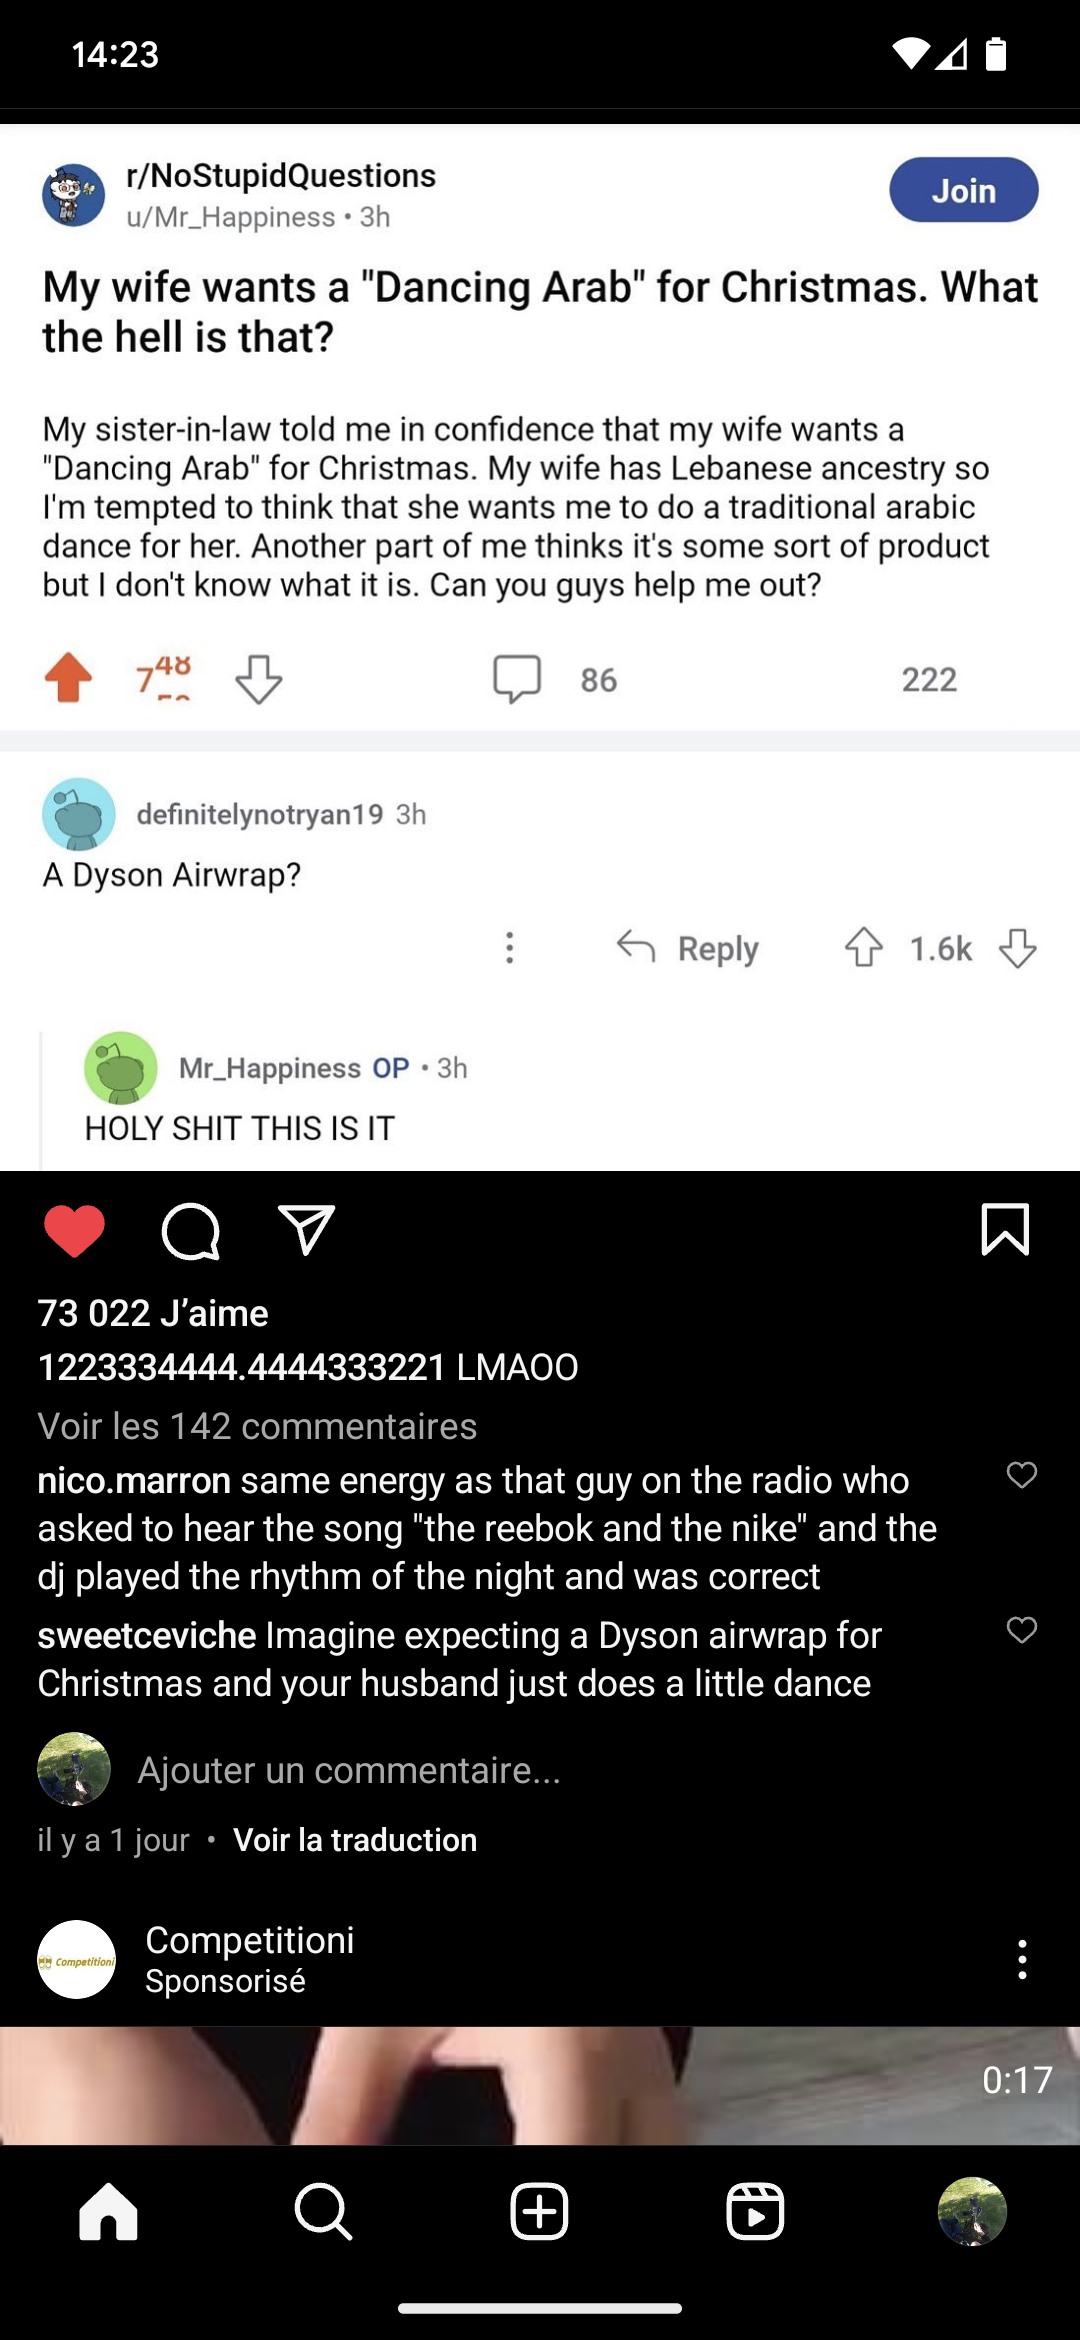 14:23
r/NoStupidQuestions
u/Mr_Happiness • 3h
Join
My wife wants a "Dancing Arab" for Christmas. What
the hell is that?
My sister-in-law told me in confidence that my wife wants a
"Dancing Arab" for Christmas. My wife has Lebanese ancestry so
I'm tempted to think that she wants me to do a traditional arabic
dance for her. Another part of me thinks it's some sort of product
but I don't know what it is. Can you guys help me out?
748
86
222
definitelynotryan19 3h
A Dyson Airwrap?
Reply
1.6k
Mr_Happiness OP • 3h
HOLY SHIT THIS IS IT
73 022 J’aime
1223334444.4444333221 LMAOO
Voir les 142 commentaires
nico.marron same energy as that guy on the radio who
asked to hear the song "the reebok and the nike" and the
dj played the rhythm of the night and was correct
sweetceviche Imagine expecting a Dyson airwrap for
Christmas and your husband just does a little dance
Ajouter un commentaire...
il y a 1 jour • Voir la traduction
Competitioni
Competitioni
Sponsorisé
0:17